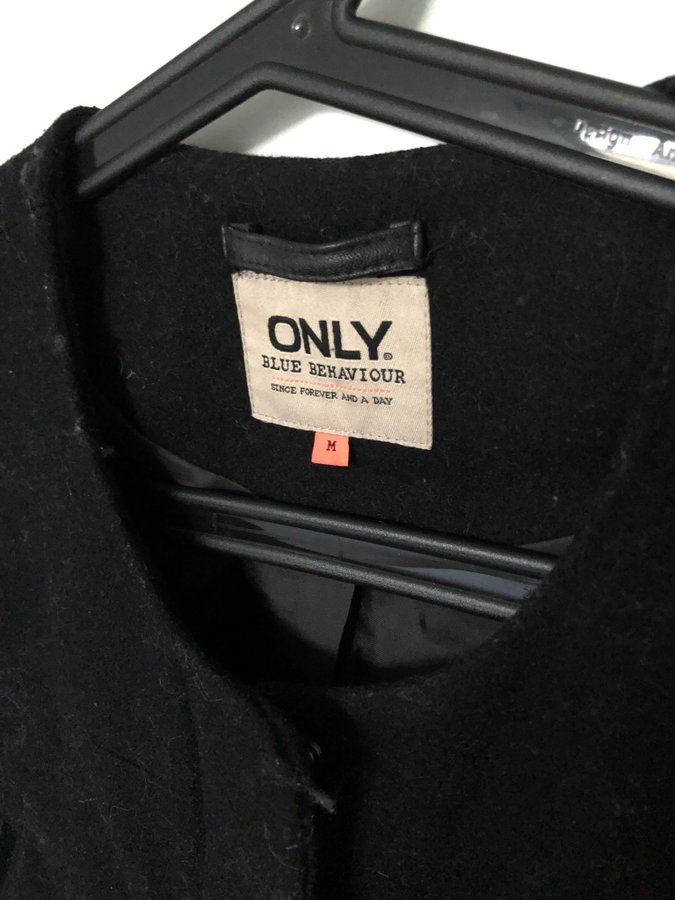 ONLY®
BLUE BEHAVIOUR
SINCE FOREVER AND A DAY
M